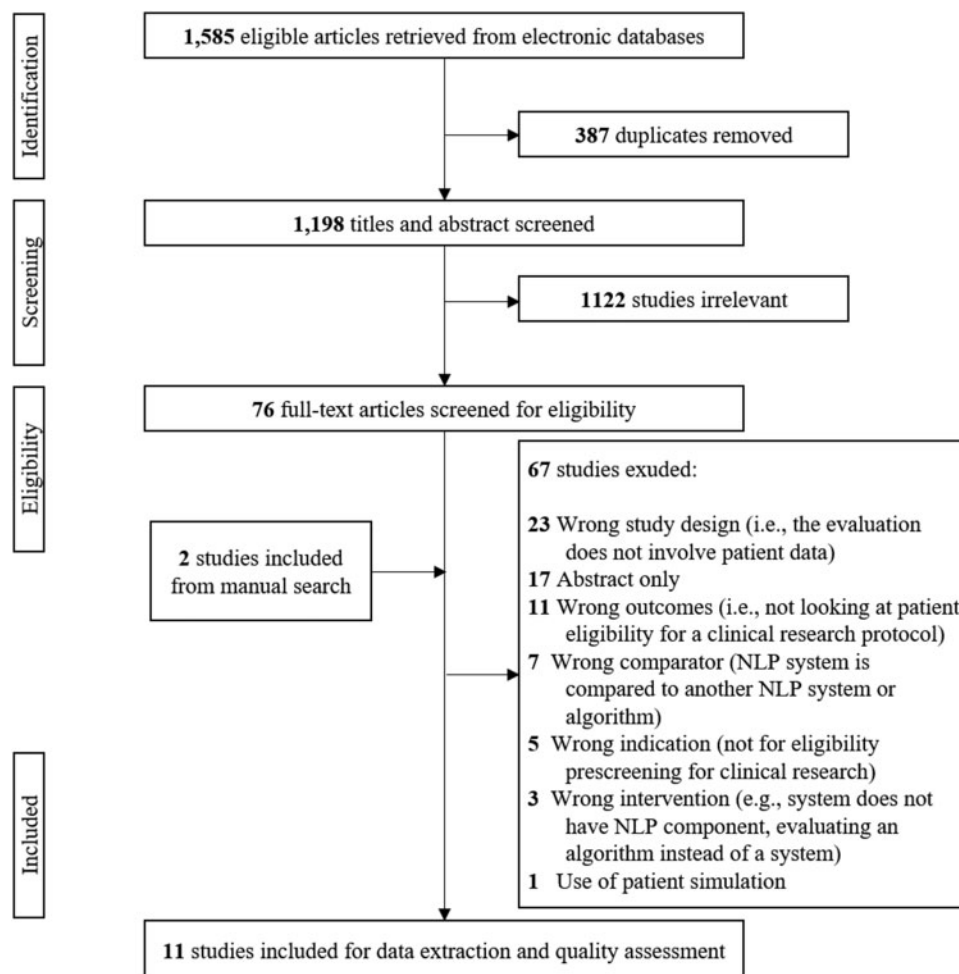 1,585 eligible articles retrieved from electronic databases
Identification
387 duplicates removed
1,198 titles and abstract screened
Screening
1122 studies irrelevant
76 full-text articles screened for eligibility
Eligibility
2 studies included
from manual search
67 studies exuded:
23 Wrong study design (i.e., the evaluation
does not involve patient data)
17 Abstract only
11 Wrong outcomes (i.e., not looking at patient
eligibility for a clinical research protocol)
7 Wrong comparator (NLP system is
compared to another NLP system or
algorithm)
5 Wrong indication (not for eligibility
prescreening for clinical research)
3 Wrong intervention (e.g., system does not
have NLP component, evaluating an
algorithm instead of a system)
1 Use of patient simulation
Included
11 studies included for data extraction and quality assessment